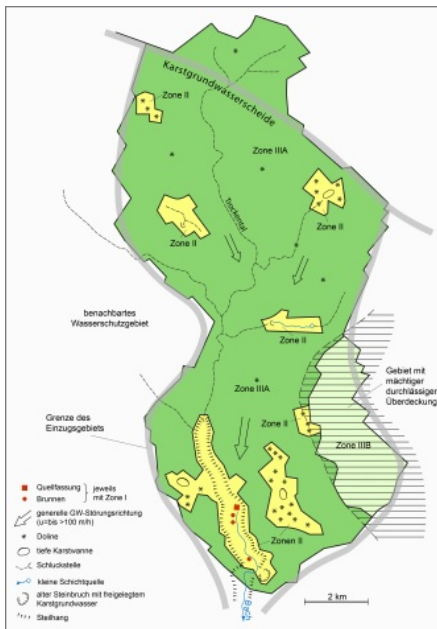 Karstgrundwasserscheide
Zone II
Zone IIIA
Trockental
Zone II
Zone II
benachbartes
Wasserschutzgebiet
Zone II
Gebiet mit
mächtiger
durchlässiger
Überdeckung
Zone IIIA
Grenze des
Einzugsgebiets
Zone II
Zone IIIB
Quellfassung
Brunnen
jeweils
mit Zone I
generelle GW-Störungsrichtung
(u=bis >100 m/h)
Doline
tiefe Karstwanne
Schluckstelle
kleine Schichtquelle
alter Steinbruch mit freigelegtem
Karstgrundwasser
Steilhang
Zonen II
Bach
2 km